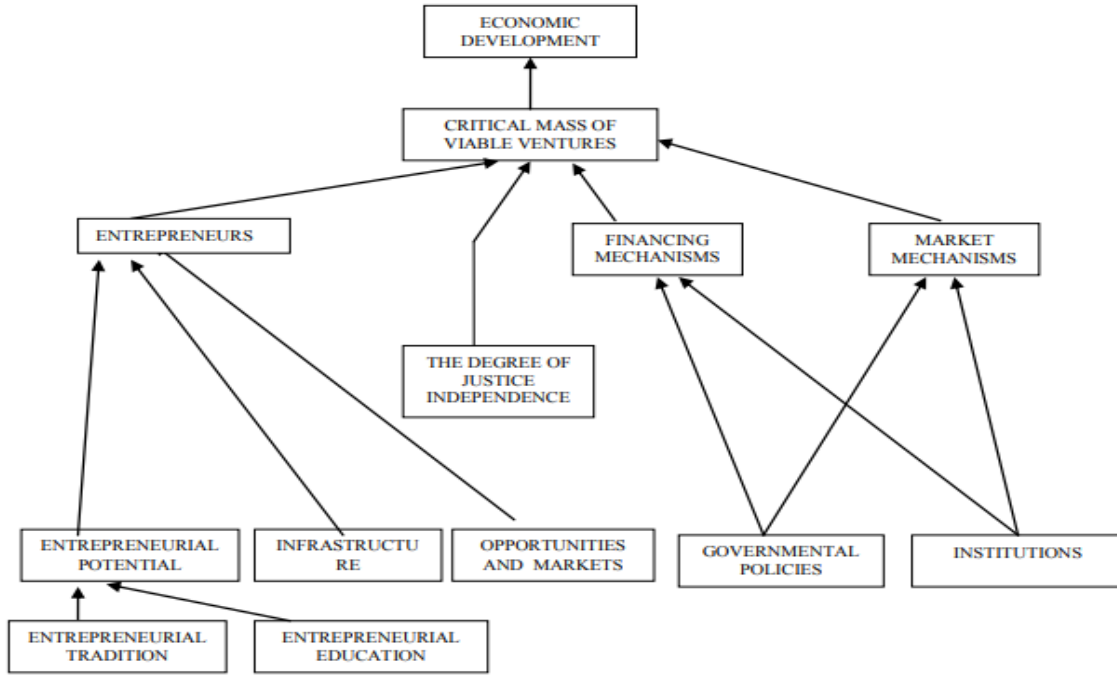 ECONOMIC
DEVELOPMENT
CRITICAL MASS OF
VIABLE VENTURES
ENTREPRENEURS
FINANCING
MECHANISMS
MARKET
MECHANISMS
THE DEGREE OF
JUSTICE
INDEPENDENCE
ENTREPRENEURIAL
POTENTIAL
INFRASTRUCTU
RE
OPPORTUNITIES
AND MARKETS
GOVERNMENTAL
POLICIES
INSTITUTIONS
ENTREPRENEURIAL
TRADITION
ENTREPRENEURIAL
EDUCATION